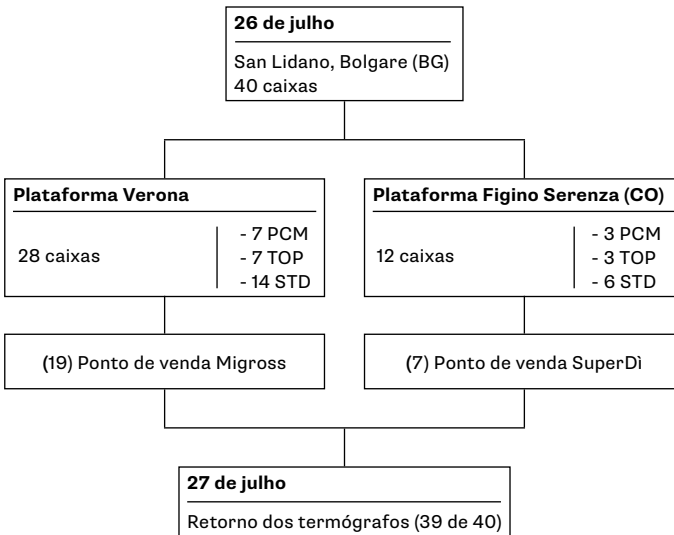 26 de julho
San Lidano, Bolgare (BG)
40 caixas
Plataforma Verona
28 caixas
- 7 PCM
- 7 TOP
- 14 STD
Plataforma Figino Serenza (CO)
12 caixas
- 3 PCM
- 3 TOP
- 6 STD
(19) Ponto de venda Migross
(7) Ponto de venda SuperDì
27 de julho
Retorno dos termógrafos (39 de 40)